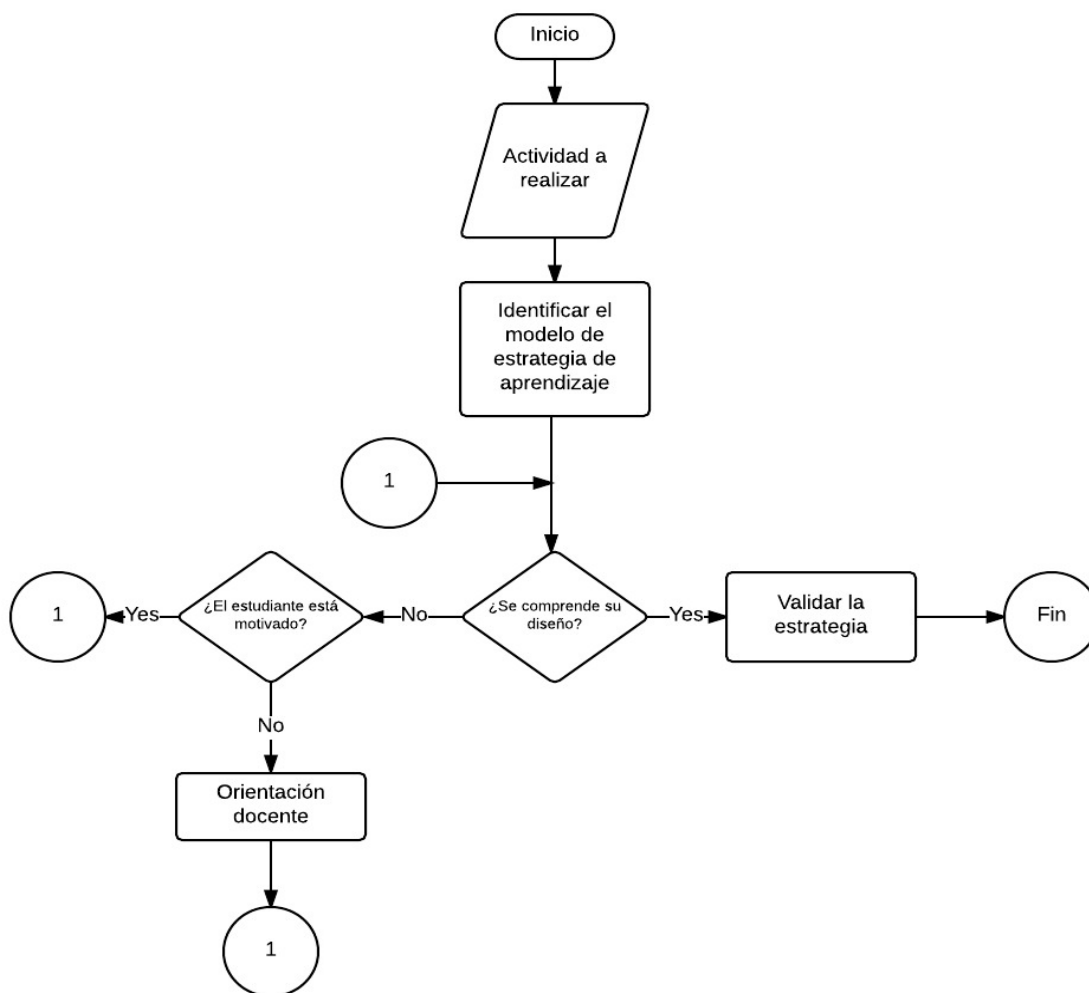 Inicio
Actividad a
realizar
Identificar el
modelo de
estrategia de
aprendizaje
1
1
Yes
¿El estudiante está
motivado?
No
¿Se comprende su
diseño?
Yes
Validar la
estrategia
Fin
No
Orientación
docente
1